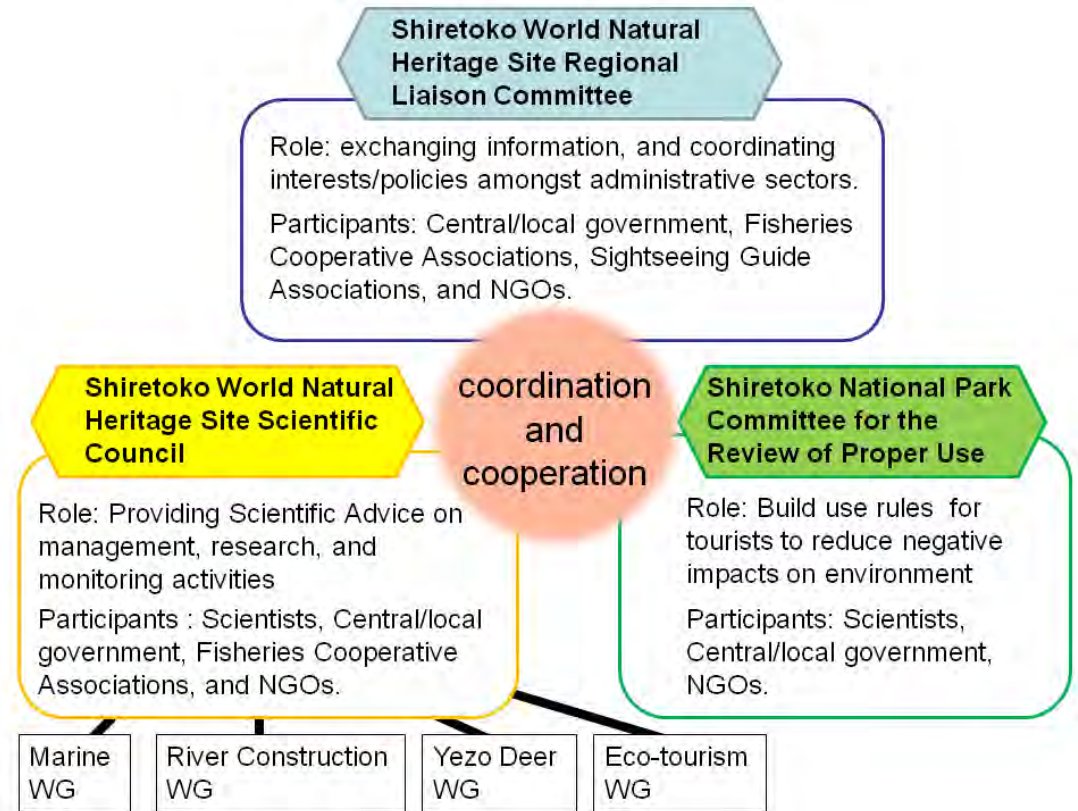 Shiretoko World Natural
Heritage Site Regional
Liaison Committee
Role: exchanging information, and coordinating
interests/policies amongst administrative sectors.
Participants: Central/local government, Fisheries
Cooperative Associations, Sightseeing Guide
Associations, and NGOs.
coordination
and
cooperation
Shiretoko World Natural
Heritage Site Scientific
Council
Role: Providing Scientific Advice on
management, research, and
monitoring activities
Participants : Scientists, Central/local
government, Fisheries Cooperative
Associations, and NGOs.
Shiretoko National Park
Committee for the
Review of Proper Use
Role: Build use rules for
tourists to reduce negative
impacts on environment
Participants: Scientists,
Central/local government,
NGOs.
Marine
WG
River Construction
WG
Yezo Deer
WG
Eco-tourism
WG